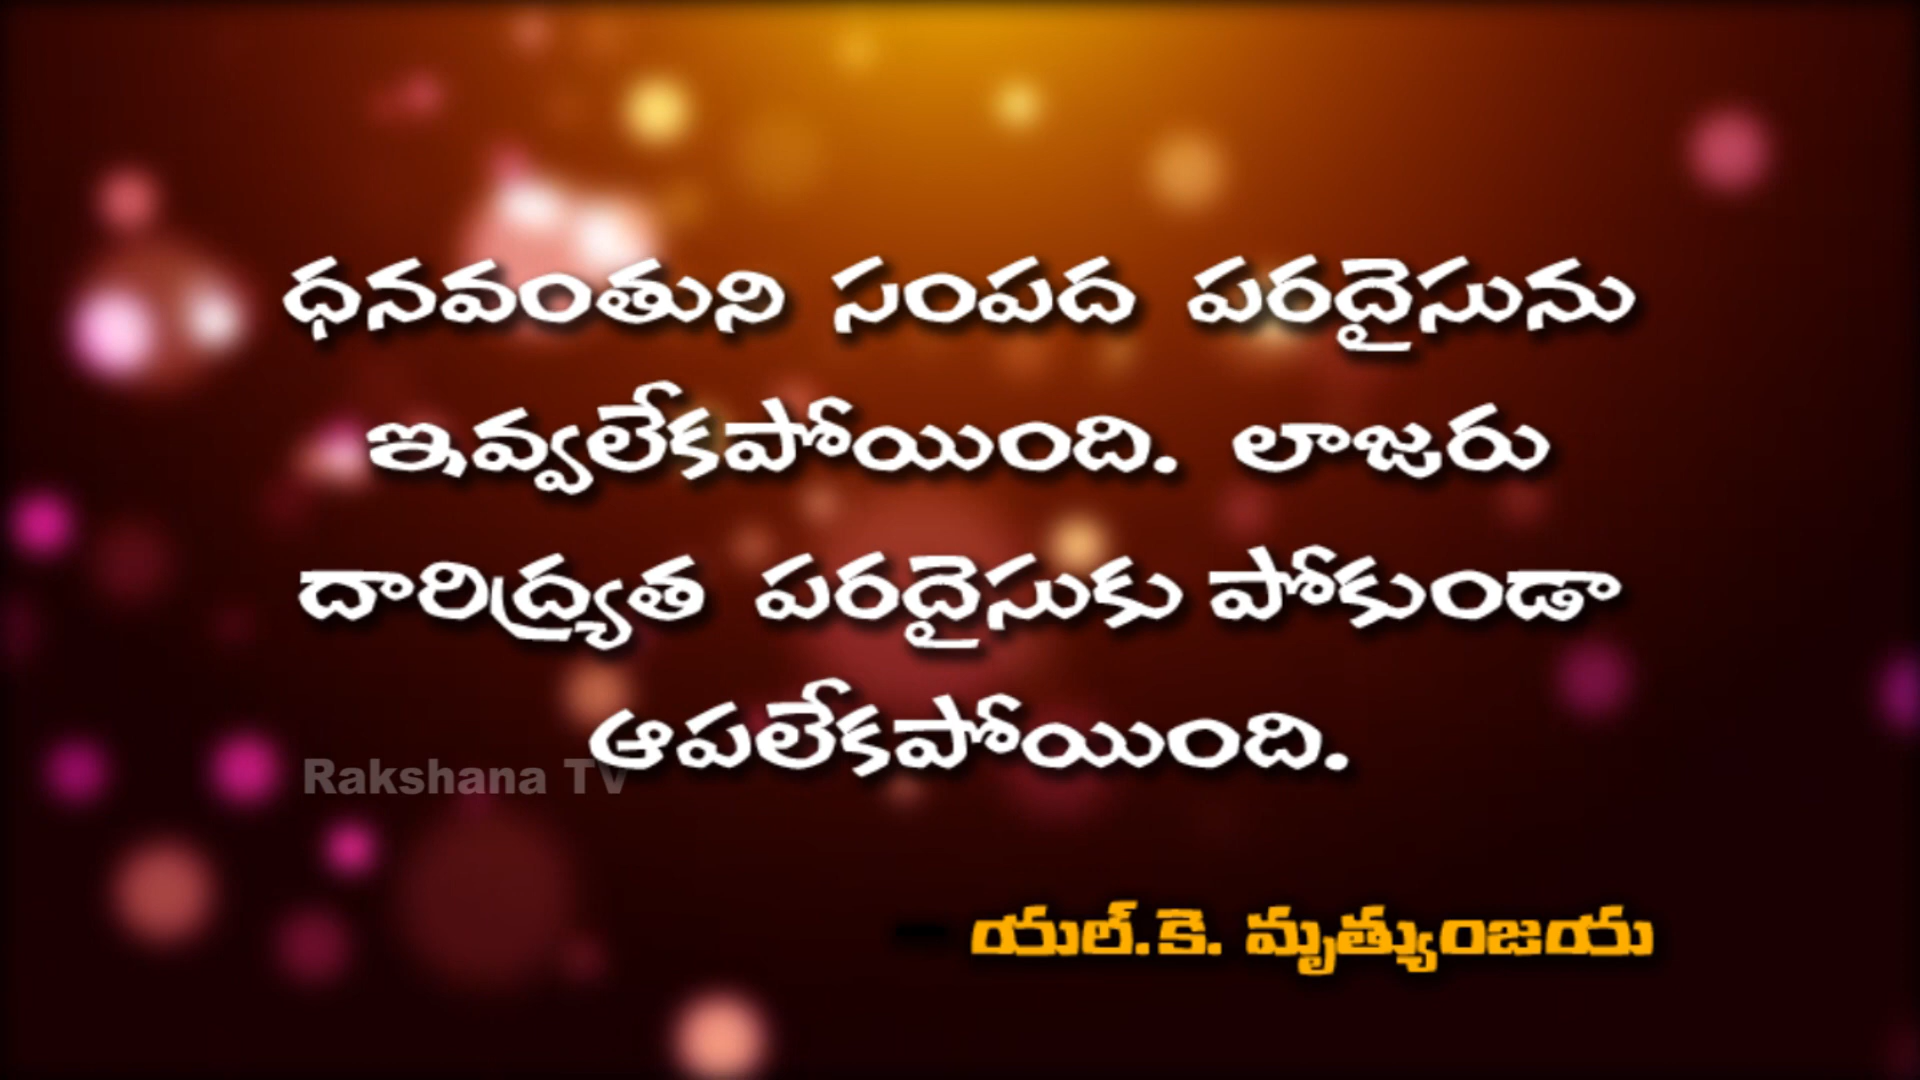 ధనవంతుని సంపద పరదైసును
ఇవ్వలేకపోయింది. లాజరు
దారిద్ర్యత పరదైసుకు పోకుండా
ఆపలేకపోయింది.
Rakshana TV
- యల్.కె. మృత్యుంజయ